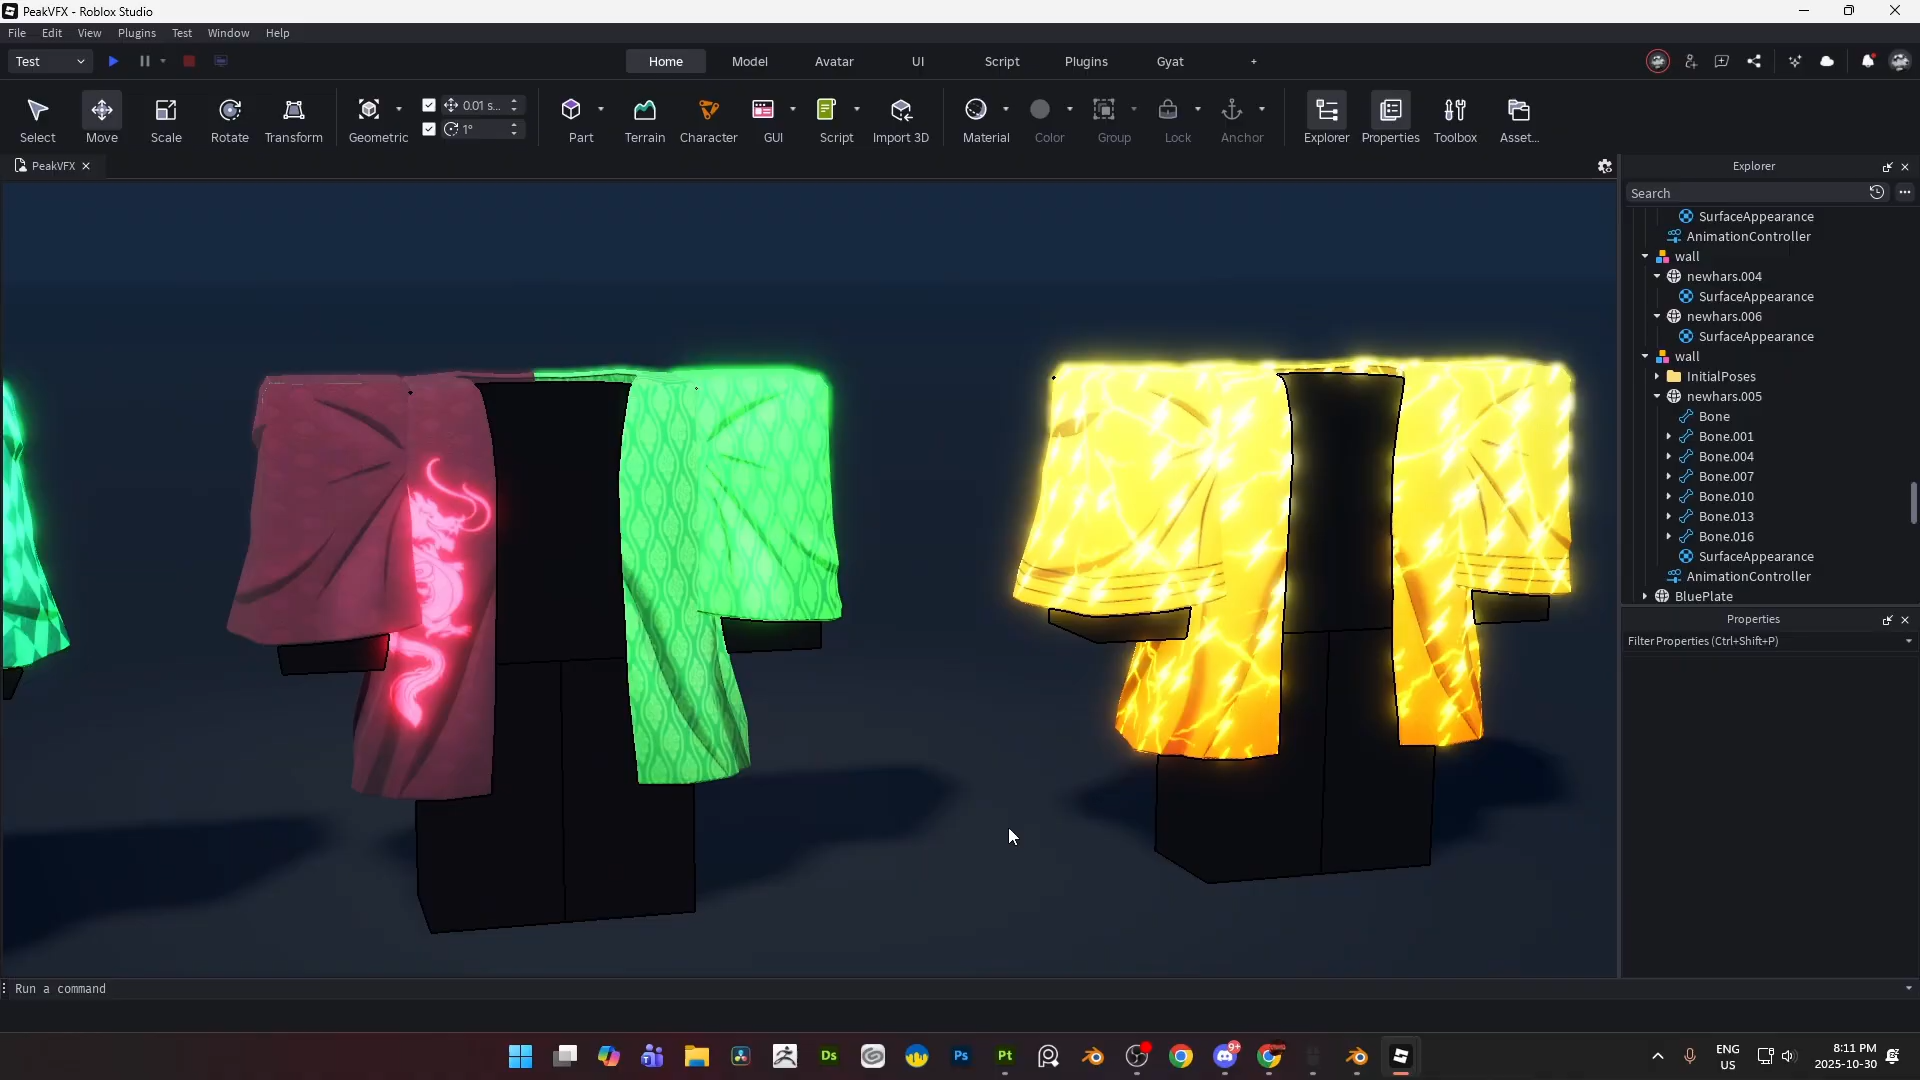 PeakVFX - Roblox Studio
File Edit View Plugins Test Window Help
Test
Home Model Avatar UI Script Plugins Gyat +
Select Move Scale Rotate Transform Geometric
0.01 s...
1°
Part Terrain Character GUI Script Import 3D Material Color Group Lock Anchor Explorer Properties Toolbox Asset...
PeakVFX
Explorer
Search
SurfaceAppearance
AnimationController
wall
newhars.004
SurfaceAppearance
newhars.006
SurfaceAppearance
wall
InitialPoses
newhars.005
Bone
Bone.001
Bone.004
Bone.007
Bone.010
Bone.013
Bone.016
SurfaceAppearance
AnimationController
BluePlate
Properties
Filter Properties (Ctrl+Shift+P)
Run a command
Ds
Ps
Pt
9+
ENG
US
8:11 PM
2025-10-30